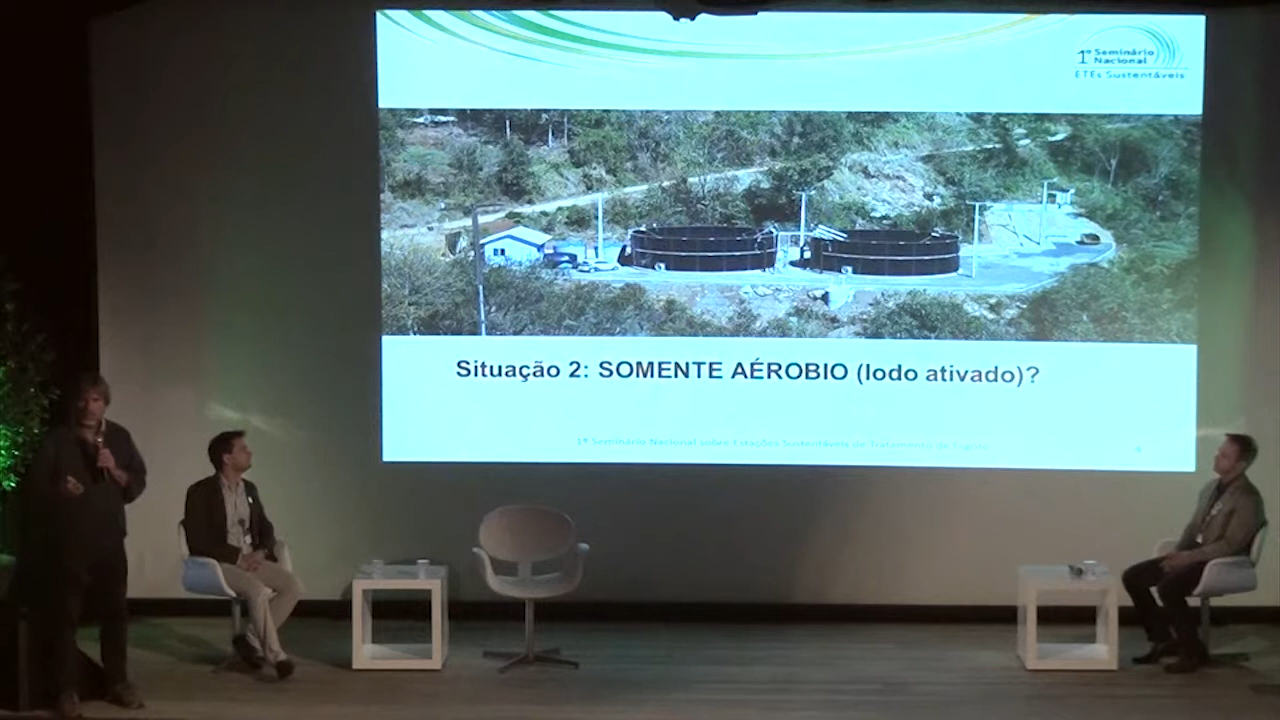 1º Seminário
Nacional
ETEs Sustentáveis
Situação 2: SOMENTE AÉROBIO (lodo ativado)?
1º Seminário Nacional sobre Estações Sustentáveis de Tratamento de Esgoto